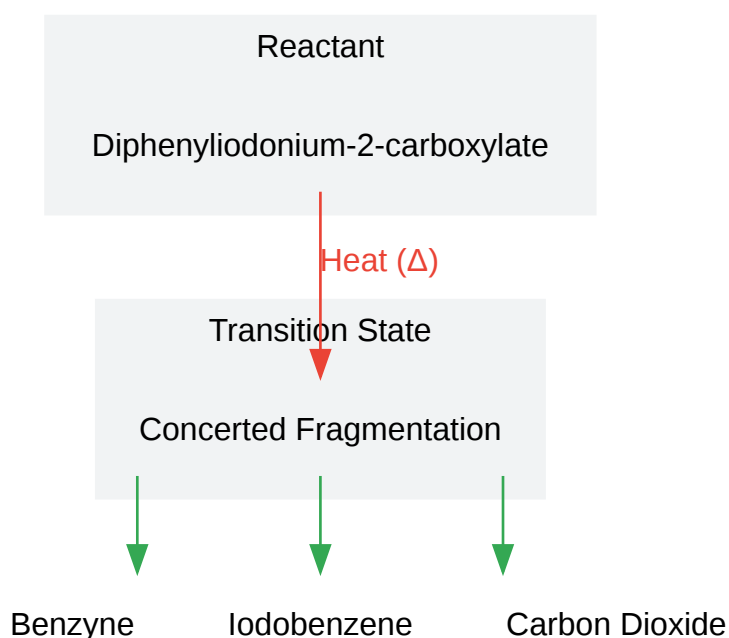 Reactant
Diphenyliodonium-2-carboxylate
Heat (Δ)
Transition State
Concerted Fragmentation
Benzyne Iodobenzene Carbon Dioxide